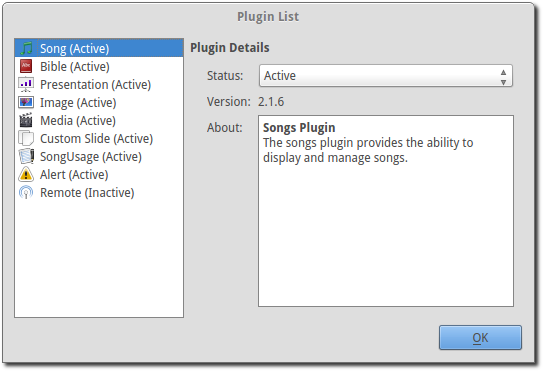 Plugin List
Song (Active)
Bible (Active)
Presentation (Active)
Image (Active)
Media (Active)
Custom Slide (Active)
SongUsage (Active)
Alert (Active)
Remote (Inactive)
Plugin Details
Status: Active
Version: 2.1.6
About: Songs Plugin
The songs plugin provides the ability to
display and manage songs.
OK